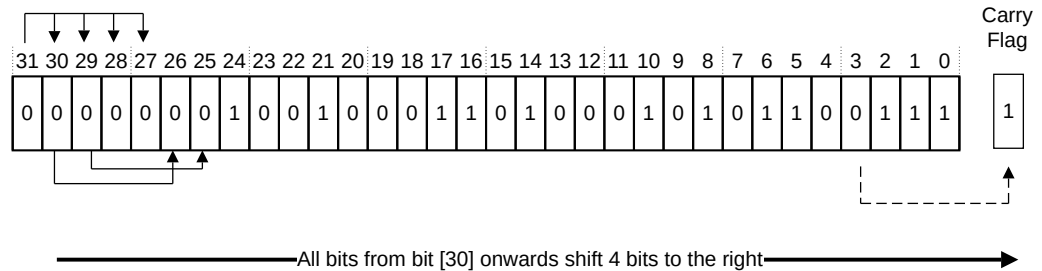 Carry
Flag
31 30 29 28 27 26 25 24 23 22 21 20 19 18 17 16 15 14 13 12 11 10 9 8 7 6 5 4 3 2 1 0
0 0 0 0 0 0 0 1 0 0 1 0 0 0 1 1 0 1 0 0 0 1 0 1 0 1 1 0 0 1 1 1 1
All bits from bit [30] onwards shift 4 bits to the right